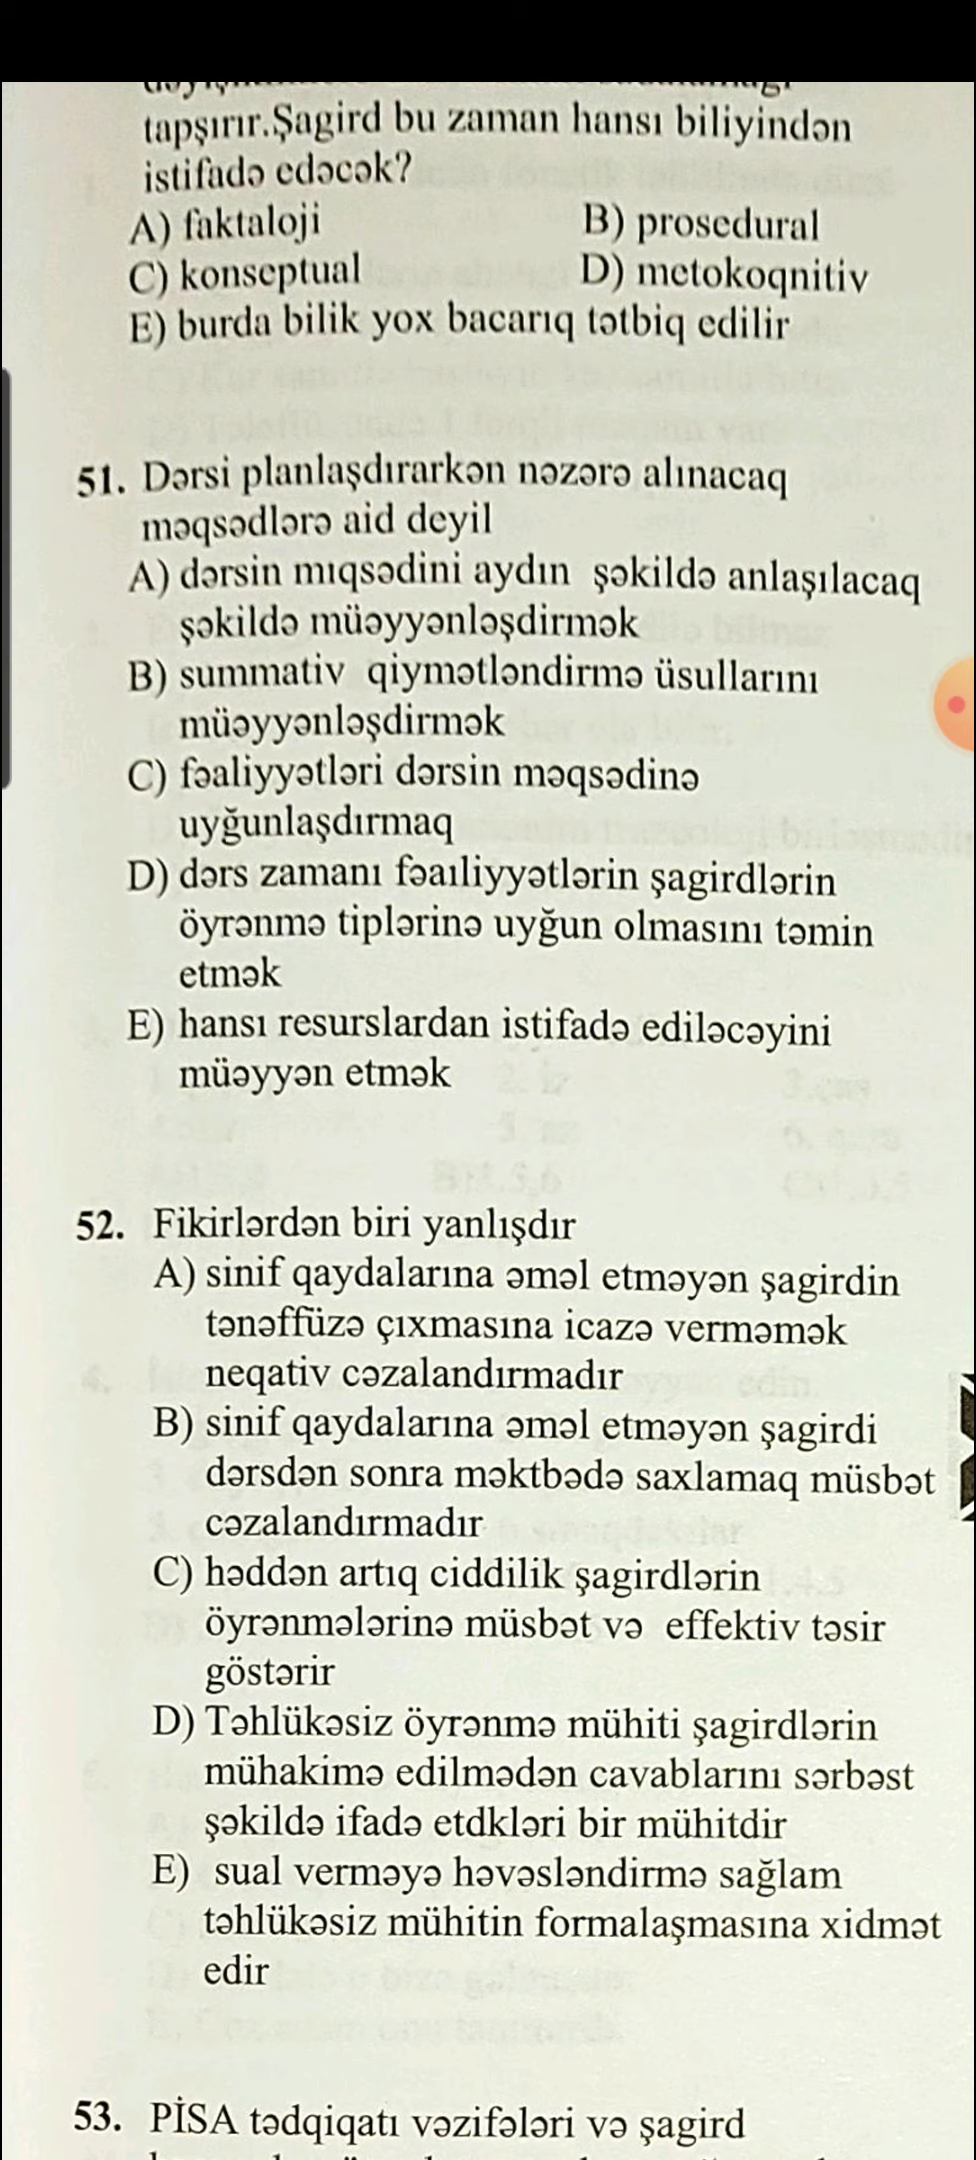 tapşırır.Şagird bu zaman hansı biliyindən
istifadə edəcək?
A) faktaloji B) prosedural
C) konseptual D) metokoqnitiv
E) burda bilik yox bacarıq tətbiq edilir
51. Dərsi planlaşdırarkən nəzərə alınacaq
məqsədlərə aid deyil
A) dərsin mıqsədini aydın şəkildə anlaşılacaq
şəkildə müəyyənləşdirmək
B) summativ qiymətləndirmə üsullarını
müəyyənləşdirmək
C) fəaliyyətləri dərsin məqsədinə
uyğunlaşdırmaq
D) dərs zamanı fəaıliyyətlərin şagirdlərin
öyrənmə tiplərinə uyğun olmasını təmin
etmək
E) hansı resurslardan istifadə ediləcəyini
müəyyən etmək
52. Fikirlərdən biri yanlışdır
A) sinif qaydalarına əməl etməyən şagirdin
tənəffüzə çıxmasına icazə verməmək
neqativ cəzalandırmadır
B) sinif qaydalarına əməl etməyən şagirdi
dərsdən sonra məktbədə saxlamaq müsbət
cəzalandırmadır
C) həddən artıq ciddilik şagirdlərin
öyrənmələrinə müsbət və effektiv təsir
göstərir
D) Təhlükəsiz öyrənmə mühiti şagirdlərin
mühakimə edilmədən cavablarını sərbəst
şəkildə ifadə etdkləri bir mühitdir
E) sual verməyə həvəsləndirmə sağlam
təhlükəsiz mühitin formalaşmasına xidmət
edir
53. PİSA tədqiqatı vəzifələri və şagird